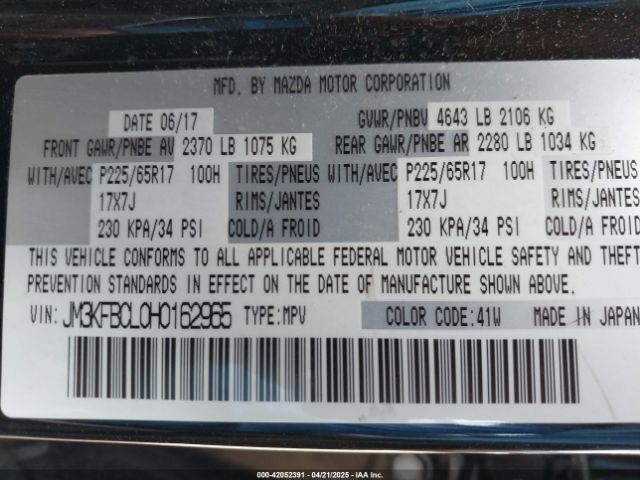 MFD. BY MAZDA MOTOR CORPORATION
DATE 06/17 GVWR/PNBV 4643 LB 2106 KG
FRONT GAWR/PNBE AV 2370 LB 1075 KG REAR GAWR/PNBE AR 2280 LB 1034 KG
WITH/AVEC P225/65R17 100H TIRES/PNEUS WITH/AVEC P225/65R17 100H TIRES/PNEUS
17X7J RIMS/JANTES 17X7J RIMS/JANTES
230 KPA/34 PSI COLD/A FROID 230 KPA/34 PSI COLD/A FROID
THIS VEHICLE CONFORMS TO ALL APPLICABLE FEDERAL MOTOR VEHICLE SAFETY AND THEFT
PREVENTION STANDARDS IN EFFECT ON THE DATE OF MANUFACTURE SHOWN ABOVE.
VIN: JM3KFBCL0H0162965 TYPE:MPV COLOR CODE:41W MADE IN JAPAN
000-42052391 - 04/21/2025 - IAA Inc.